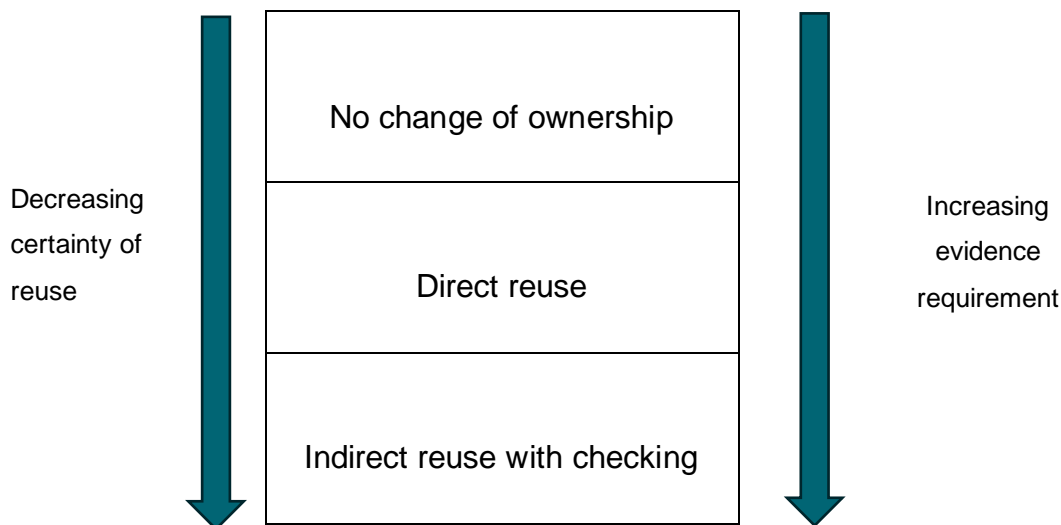 No change of ownership
Decreasing
certainty of
reuse
Direct reuse
Increasing
evidence
requirement
Indirect reuse with checking